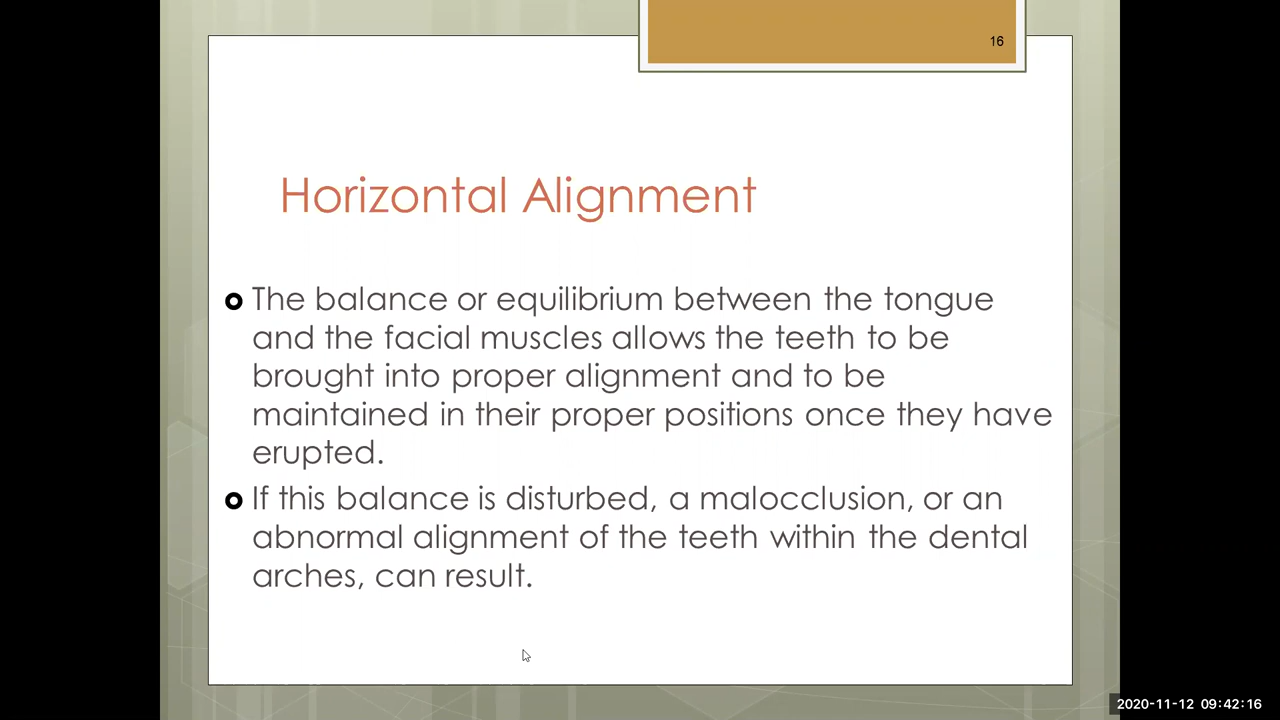 16
Horizontal Alignment
The balance or equilibrium between the tongue
and the facial muscles allows the teeth to be
brought into proper alignment and to be
maintained in their proper positions once they have
erupted.
If this balance is disturbed, a malocclusion, or an
abnormal alignment of the teeth within the dental
arches, can result.
2020-11-12 09:42:16